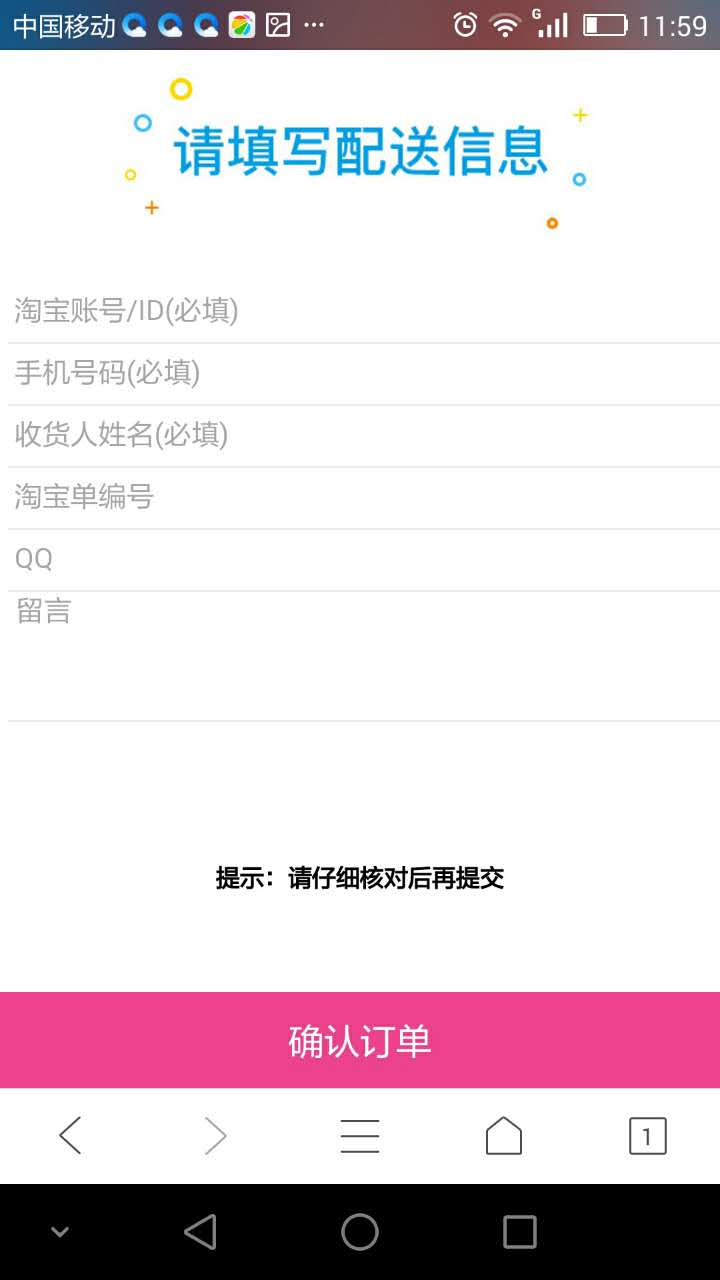 中国移动 ... G 11:59
请填写配送信息
淘宝账号/ID(必填)
手机号码(必填)
收货人姓名(必填)
淘宝单编号
QQ
留言
提示：请仔细核对后再提交
确认订单
1